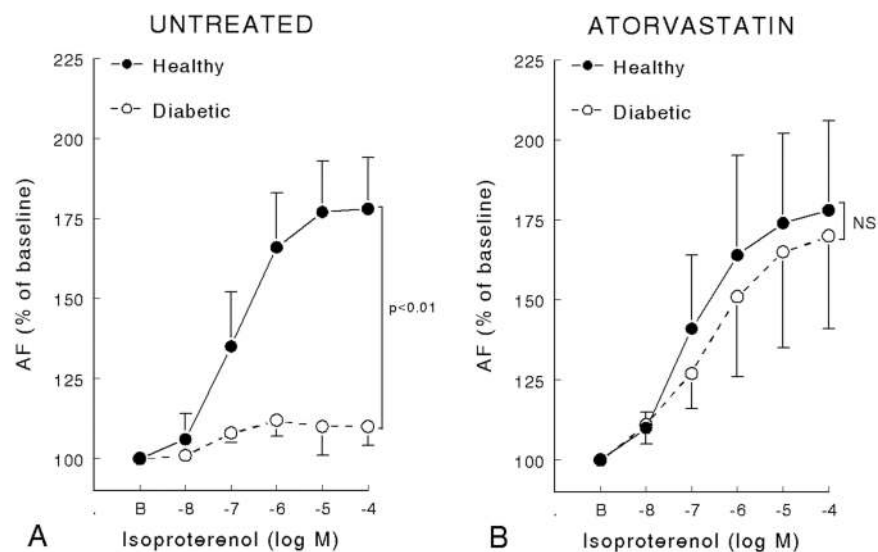 UNTREATED
225
200
175
150
125
100
AF (% of baseline)
Healthy
Diabetic
p<0.01
B -8 -7 -6 -5 -4
Isoproterenol (log M)
A
ATORVASTATIN
225
200
175
150
125
100
AF (% of baseline)
Healthy
Diabetic
NS
B -8 -7 -6 -5 -4
Isoproterenol (log M)
B